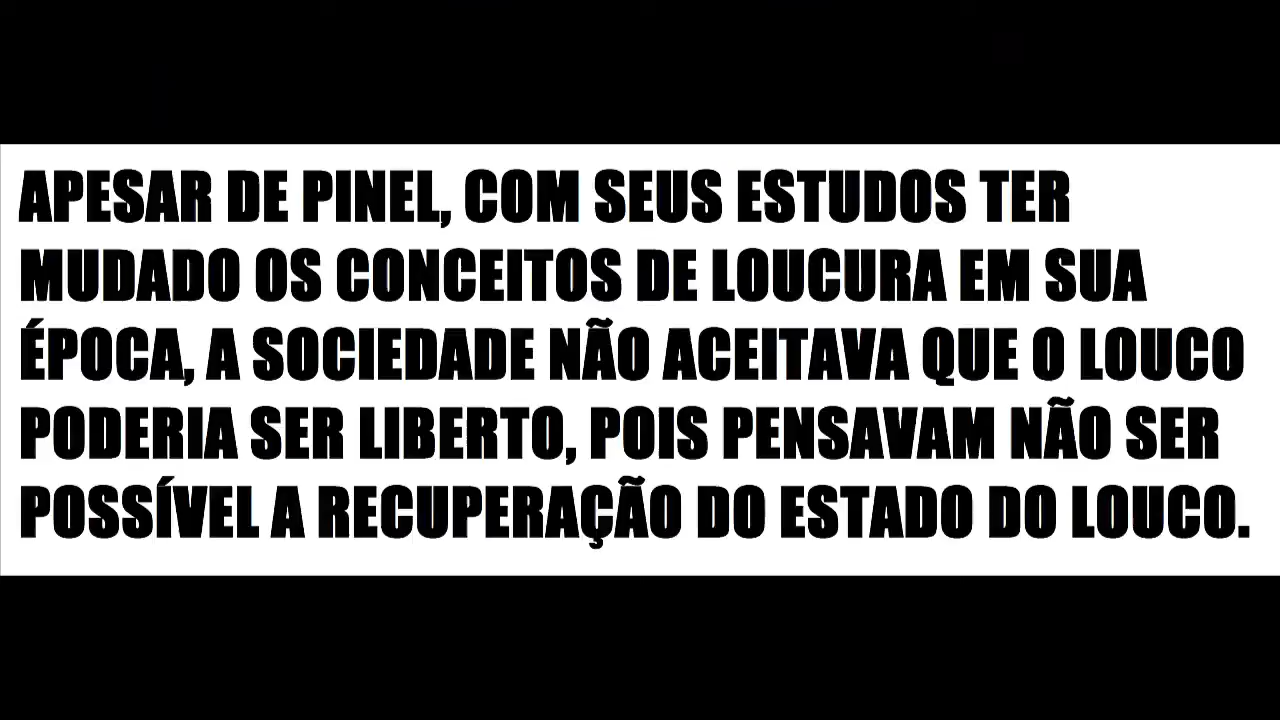 APESAR DE PINEL, COM SEUS ESTUDOS TER
MUDADO OS CONCEITOS DE LOUCURA EM SUA
ÉPOCA, A SOCIEDADE NÃO ACEITAVA QUE O LOUCO
PODERIA SER LIBERTO, POIS PENSAVAM NÃO SER
POSSÍVEL A RECUPERAÇÃO DO ESTADO DO LOUCO.